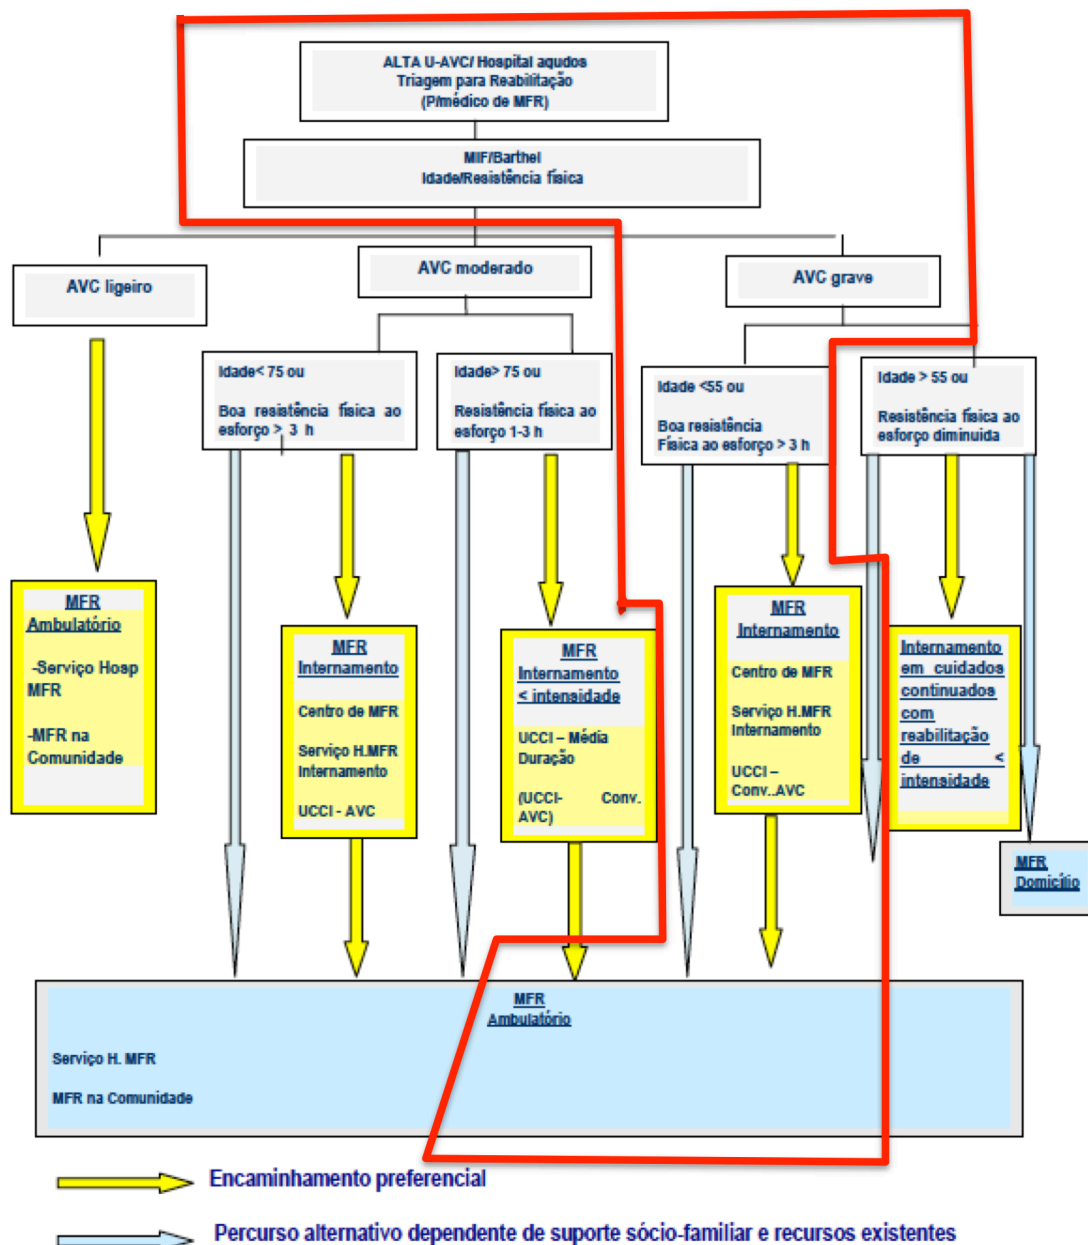 ALTA U-AVC/ Hospital aqudos
Triagem para Reabilitação
(P/médico de MFR)
MIF/Barthel
Idade/Resistência física
AVC ligeiro
AVC moderado
AVC grave
Idade< 75 ou
Boa resistência física ao
esforço > 3 h
Idade> 75 ou
Resistência física ao
esforço 1-3 h
Idade <55 ou
Boa resistência
Física ao esforço > 3 h
Idade > 55 ou
Resistência física ao
esforço diminuida
MFR
Ambulatório
-Serviço Hosp
MFR
-MFR na
Comunidade
MFR
Internamento
Centro de MFR
Serviço H.MFR
Internamento
UCCI - AVC
MFR
Internamento
< intensidade
UCCI – Média
Duração
(UCCI- Conv.
AVC)
MFR
Internamento
Centro de MFR
Serviço H.MFR
Internamento
UCCI –
Conv..AVC
Internamento
em cuidados
continuados
com
reabilitação
de <
intensidade
MFR
Domicílio
MFR
Ambulatório
Serviço H. MFR
MFR na Comunidade
Encaminhamento preferencial
Percurso alternativo dependente de suporte sócio-familiar e recursos existentes